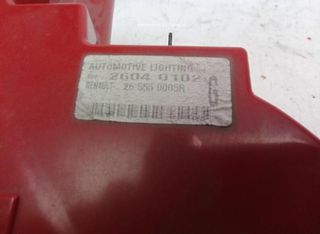 AUTOMOTIVE LIGHTING
2604 0102
RENAULT 26 555 0005R